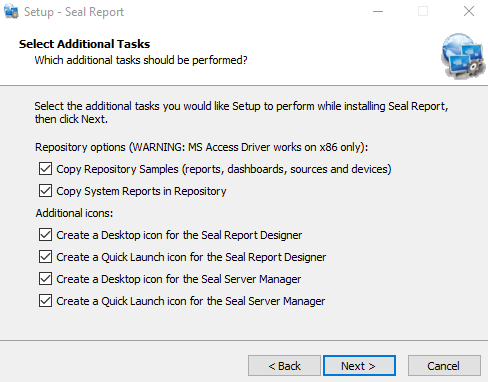 Setup - Seal Report
Select Additional Tasks
Which additional tasks should be performed?
Select the additional tasks you would like Setup to perform while installing Seal Report,
then click Next.
Repository options (WARNING: MS Access Driver works on x86 only):
Copy Repository Samples (reports, dashboards, sources and devices)
Copy System Reports in Repository
Additional icons:
Create a Desktop icon for the Seal Report Designer
Create a Quick Launch icon for the Seal Report Designer
Create a Desktop icon for the Seal Server Manager
Create a Quick Launch icon for the Seal Server Manager
< Back
Next >
Cancel